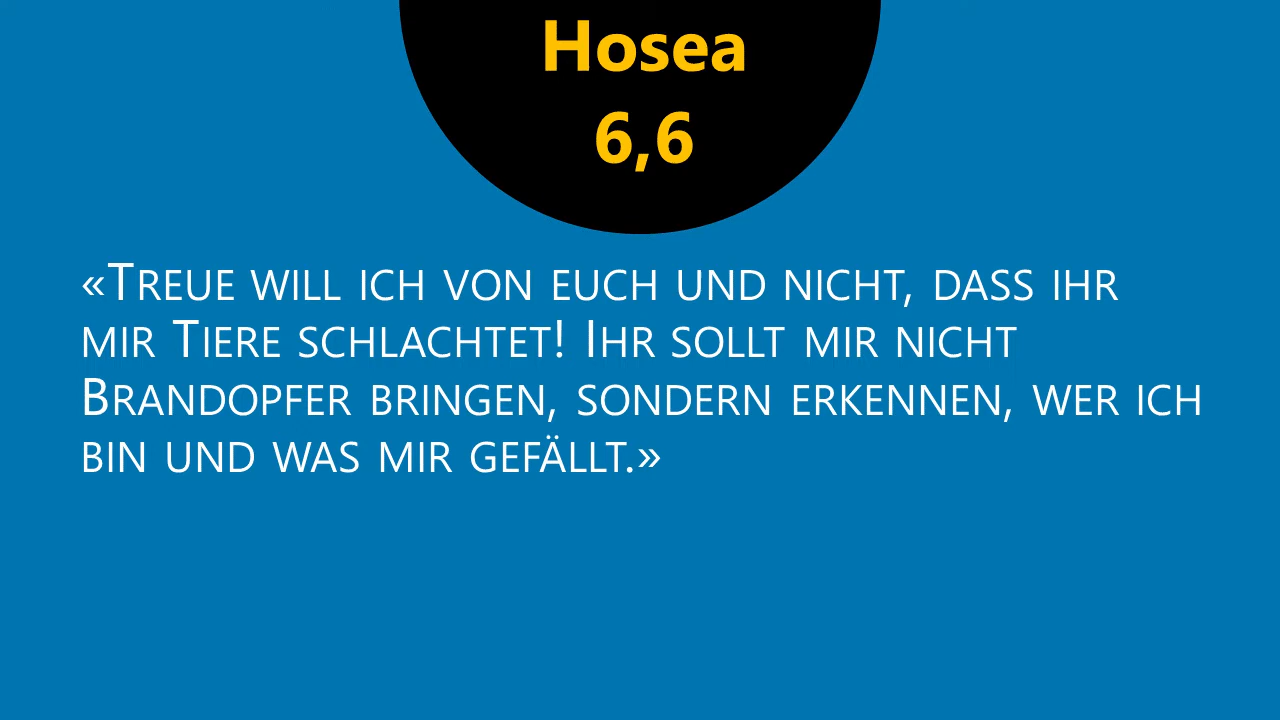 Hosea
6,6
«Treue will ich von euch und nicht, dass ihr
mir Tiere schlachtet! Ihr sollt mir nicht
Brandopfer bringen, sondern erkennen, wer ich
bin und was mir gefällt.»